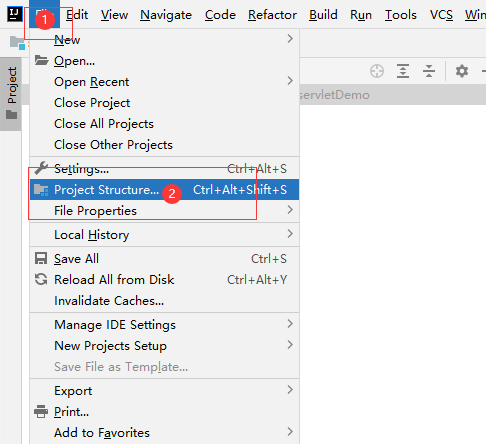 IJ 1 Edit View Navigate Code Refactor Build Run Tools VCS Win
servletDemo
Project
New
Open...
Open Recent
Close Project
Close All Projects
Close Other Projects
Settings... Ctrl+Alt+S
Project Structure... 2 Ctrl+Alt+Shift+S
File Properties
Local History
Save All Ctrl+S
Reload All from Disk Ctrl+Alt+Y
Invalidate Caches...
Manage IDE Settings
New Projects Setup
Save File as Template...
Export
Print...
Add to Favorites